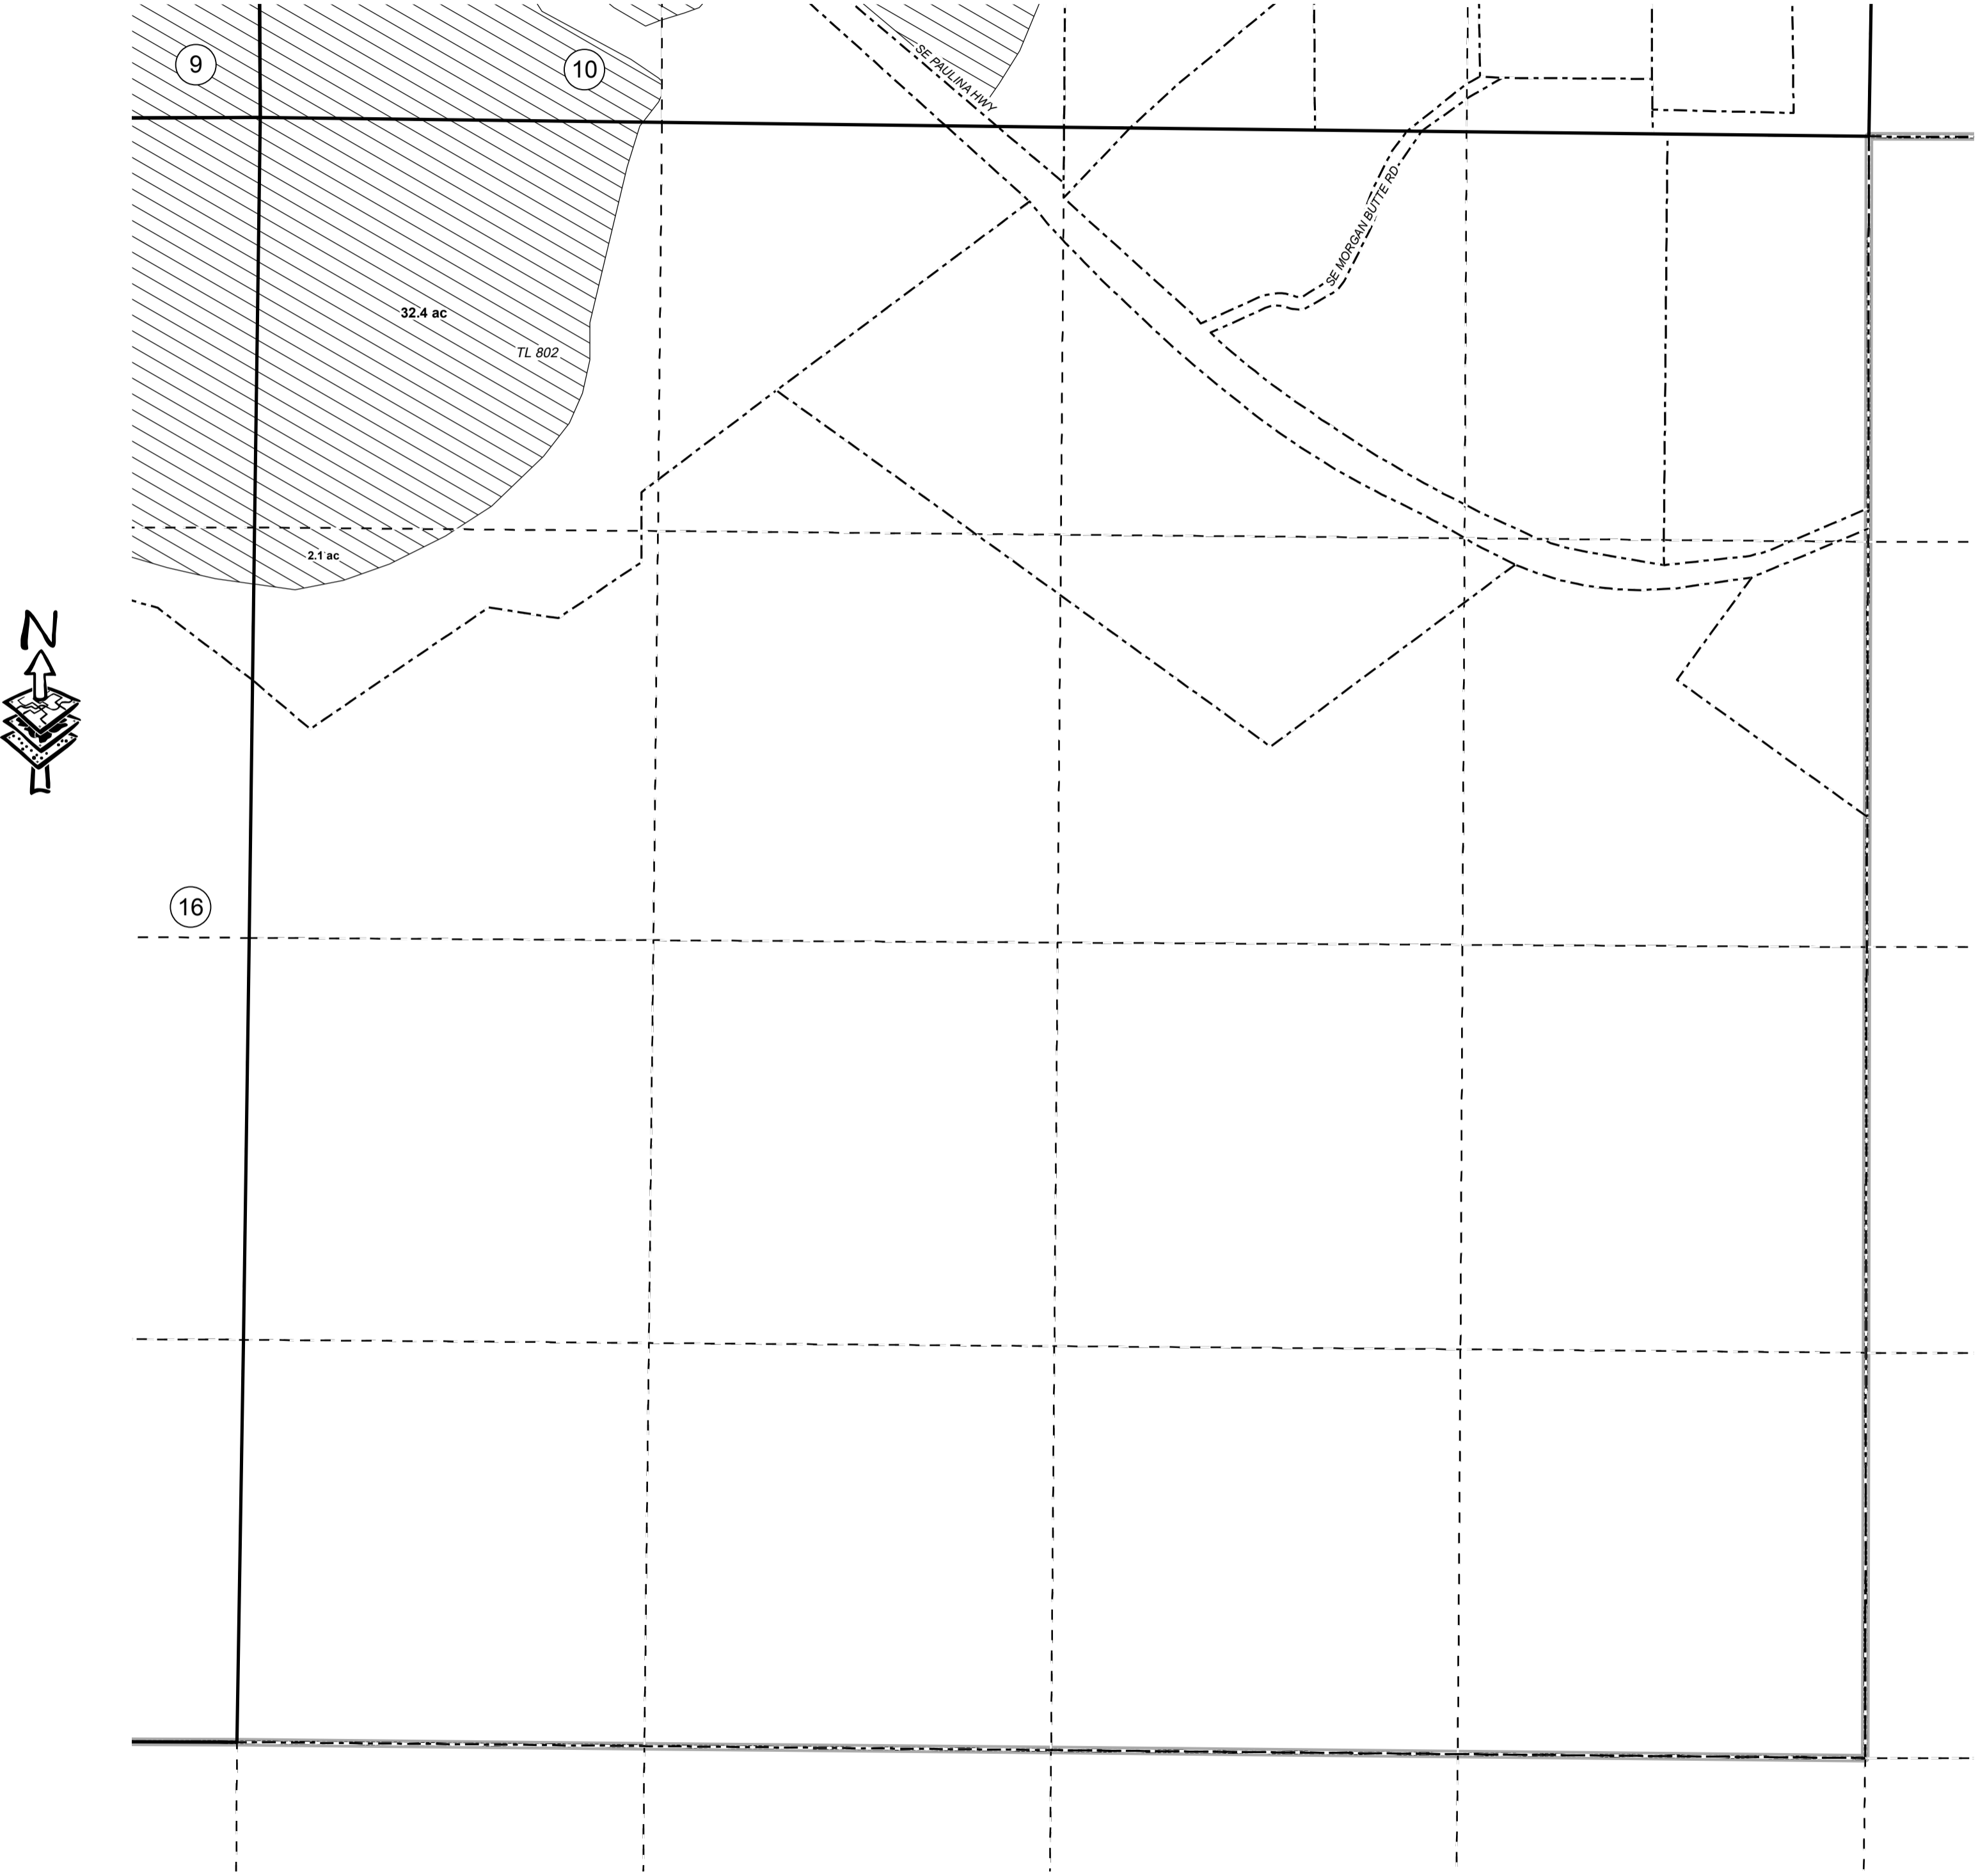 9
10
SE PAULINA HWY
SE MORGAN BUTTE RD
32.4 ac
TL 802
2.1 ac
N
16